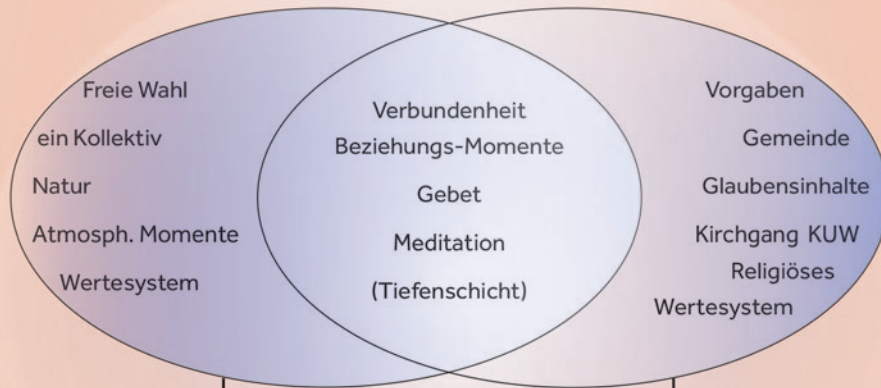 Freie Wahl
ein Kollektiv
Natur
Atmosph. Momente
Wertesystem
Verbundenheit
Beziehungs-Momente
Gebet
Meditation
(Tiefenschicht)
Vorgaben
Gemeinde
Glaubensinhalte
Kirchgang KUW
Religiöses
Wertesystem